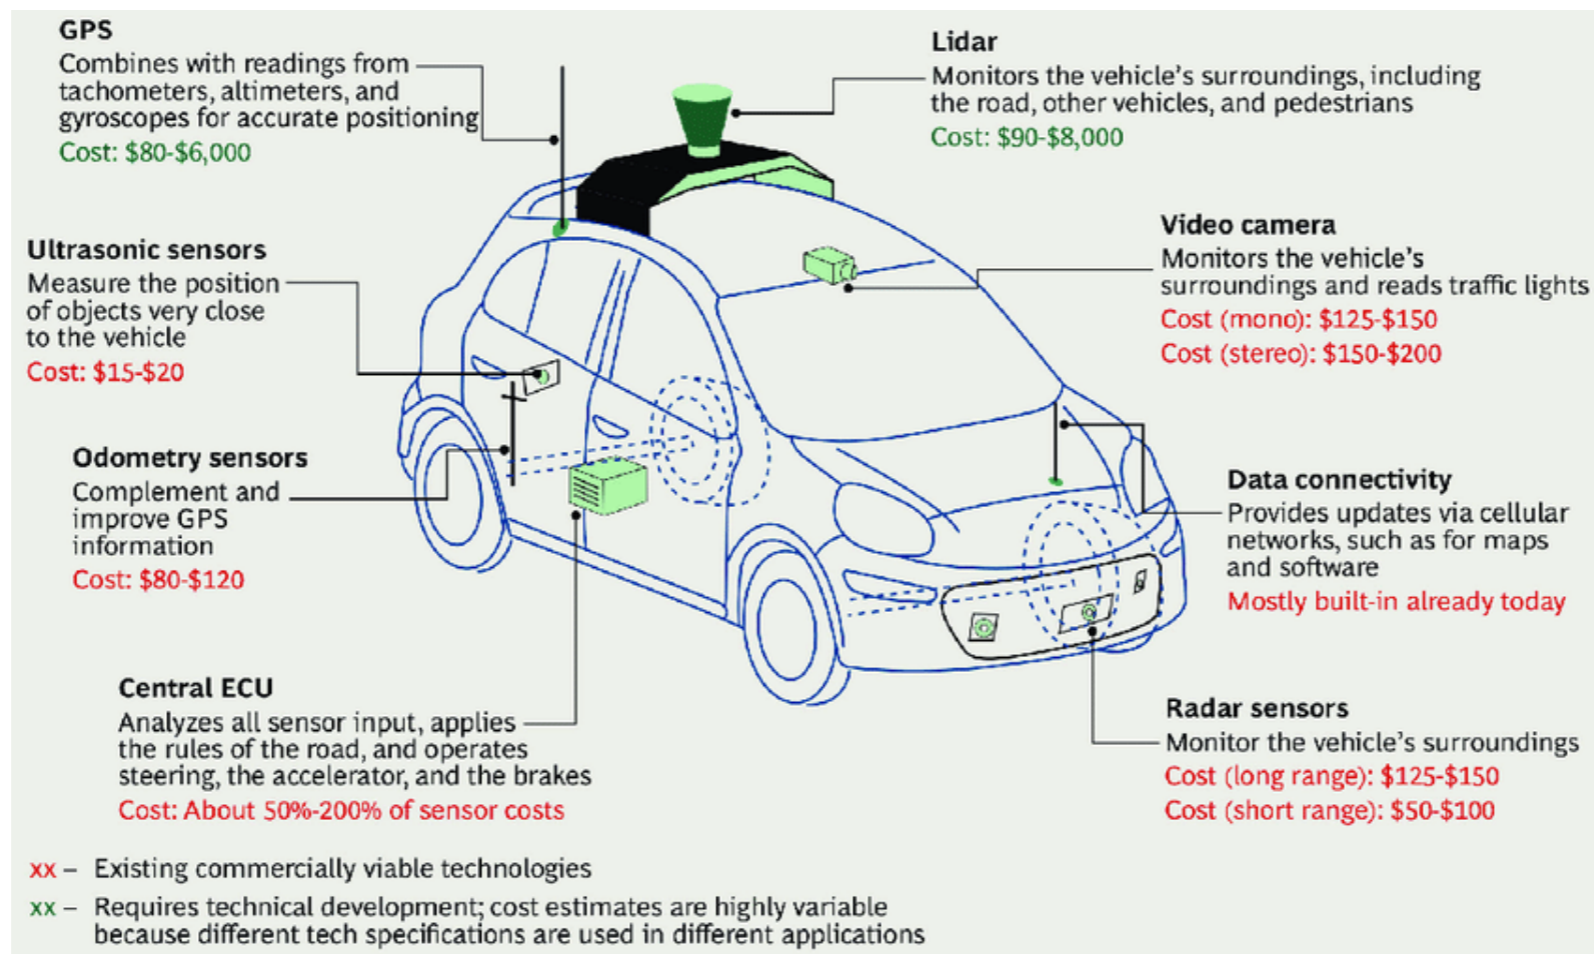 GPS
Combines with readings from
tachometers, altimeters, and
gyroscopes for accurate positioning
Cost: $80-$6,000
Lidar
Monitors the vehicle's surroundings, including
the road, other vehicles, and pedestrians
Cost: $90-$8,000
Ultrasonic sensors
Measure the position
of objects very close
to the vehicle
Cost: $15-$20
Video camera
Monitors the vehicle's
surroundings and reads traffic lights
Cost (mono): $125-$150
Cost (stereo): $150-$200
Odometry sensors
Complement and
improve GPS
information
Cost: $80-$120
Data connectivity
Provides updates via cellular
networks, such as for maps
and software
Mostly built-in already today
Central ECU
Analyzes all sensor input, applies
the rules of the road, and operates
steering, the accelerator, and the brakes
Cost: About 50%-200% of sensor costs
Radar sensors
Monitor the vehicle's surroundings
Cost (long range): $125-$150
Cost (short range): $50-$100
xx – Existing commercially viable technologies
xx – Requires technical development; cost estimates are highly variable
because different tech specifications are used in different applications